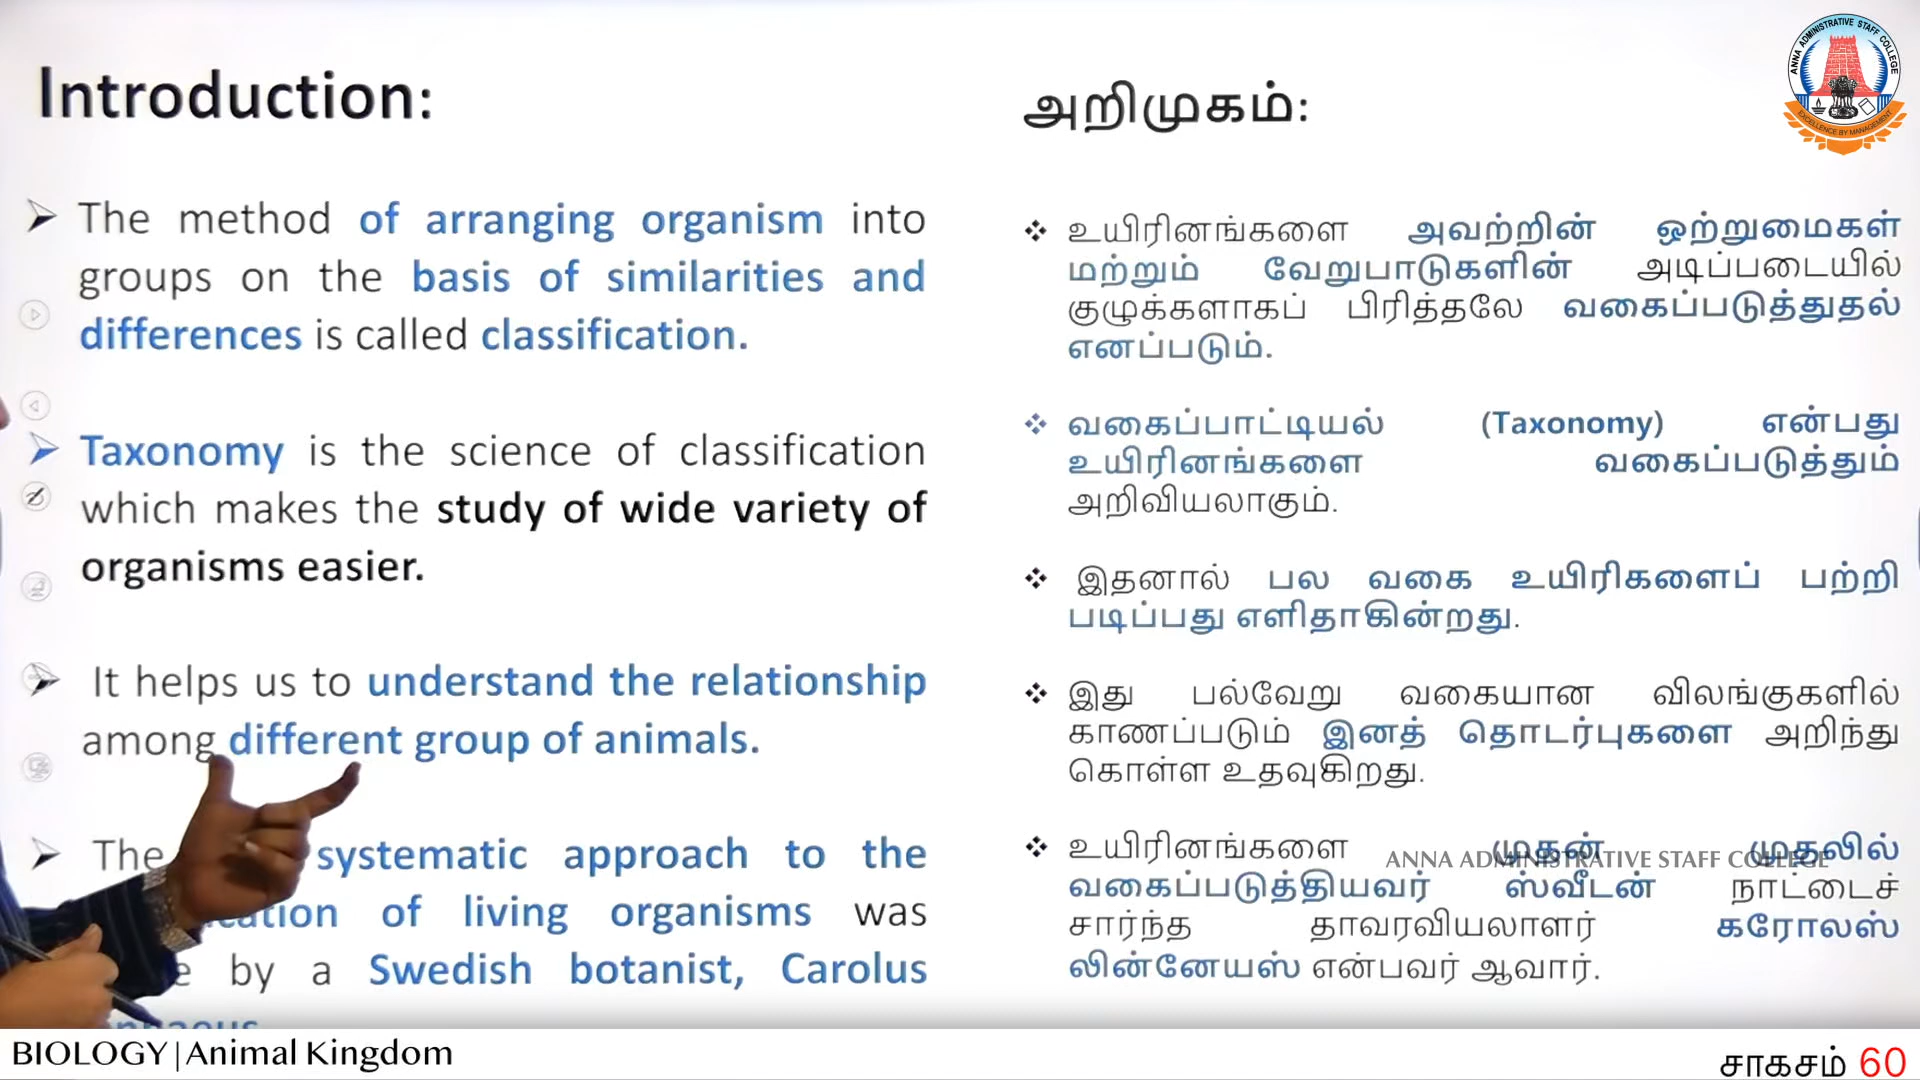 Introduction:
The method of arranging organism into
groups on the basis of similarities and
differences is called classification.
Taxonomy is the science of classification
which makes the study of wide variety of
organisms easier.
It helps us to understand the relationship
among different group of animals.
The systematic approach to the
of living organisms was
by a Swedish botanist, Carolus
அறிமுகம்:
உயிரினங்களை அவற்றின் ஒற்றுமைகள்
மற்றும் வேறுபாடுகளின் அடிப்படையில்
குழுக்களாகப் பிரித்தலே வகைப்படுத்துதல்
எனப்படும்.
வகைப்பாட்டியல் (Taxonomy) என்பது
உயிரினங்களை வகைப்படுத்தும்
அறிவியலாகும்.
இதனால் பல வகை உயிரிகளைப் பற்றி
படிப்பது எளிதாகின்றது.
இது பல்வேறு வகையான விலங்குகளில்
காணப்படும் இனத் தொடர்புகளை அறிந்து
கொள்ள உதவுகிறது.
உயிரினங்களை முதன் முதலில்
வகைப்படுத்தியவர் ஸ்வீடன் நாட்டைச்
சார்ந்த தாவரவியலாளர் கரோலஸ்
லின்னேயஸ் என்பவர் ஆவார்.
ANNA ADMINISTRATIVE STAFF COLLEGE
ANNA ADMINISTRATIVE STAFF COLLEGE
EXCELLENCE BY MANAGEMENT
BIOLOGY | Animal Kingdom
சாகசம் 60